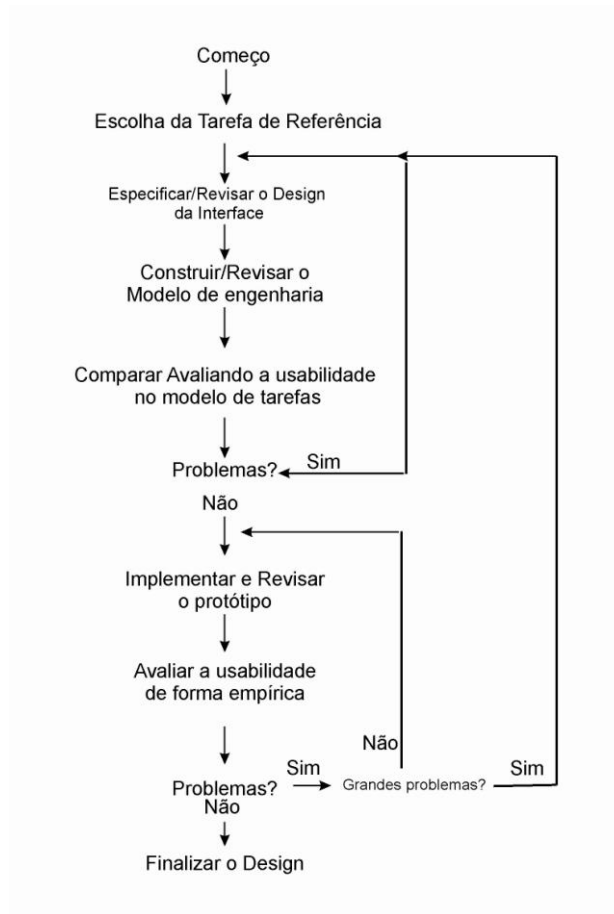 Começo
Escolha da Tarefa de Referência
Especificar/Revisar o Design
da Interface
Construir/Revisar o
Modelo de engenharia
Comparar Avaliando a usabilidade
no modelo de tarefas
Problemas?
Sim
Não
Implementar e Revisar
o protótipo
Avaliar a usabilidade
de forma empírica
Não
Problemas?
Sim
Grandes problemas?
Sim
Não
Finalizar o Design